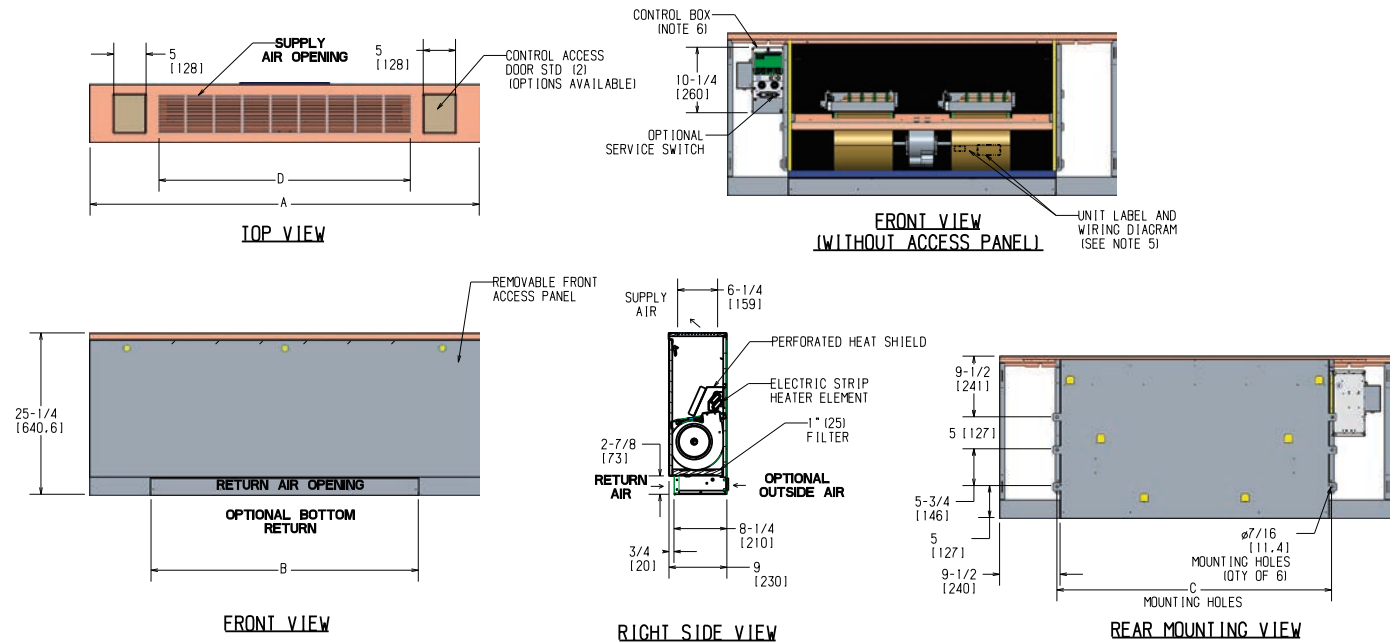 5
[128]
SUPPLY
AIR OPENING
5
[128]
CONTROL ACCESS
DOOR STD (2)
(OPTIONS AVAILABLE)
D
A
TOP VIEW
CONTROL BOX
(NOTE 6)
10-1/4
[260]
OPTIONAL
SERVICE SWITCH
FRONT VIEW
(WITHOUT ACCESS PANEL)
UNIT LABEL AND
WIRING DIAGRAM
(SEE NOTE 5)
REMOVABLE FRONT
ACCESS PANEL
25-1/4
[640,6]
RETURN AIR OPENING
OPTIONAL BOTTOM
RETURN
B
FRONT VIEW
SUPPLY
AIR
6-1/4
[159]
PERFORATED HEAT SHIELD
ELECTRIC STRIP
HEATER ELEMENT
1" (25)
FILTER
2-7/8
[73]
RETURN
AIR
OPTIONAL
OUTSIDE AIR
8-1/4
[210]
3/4
[20]
9
[230]
RIGHT SIDE VIEW
9-1/2
[241]
5 [127]
5-3/4
[146]
5
[127]
9-1/2
[240]
ø7/16
[11,4]
MOUNTING HOLES
(QTY OF 6)
C
MOUNTING HOLES
REAR MOUNTING VIEW